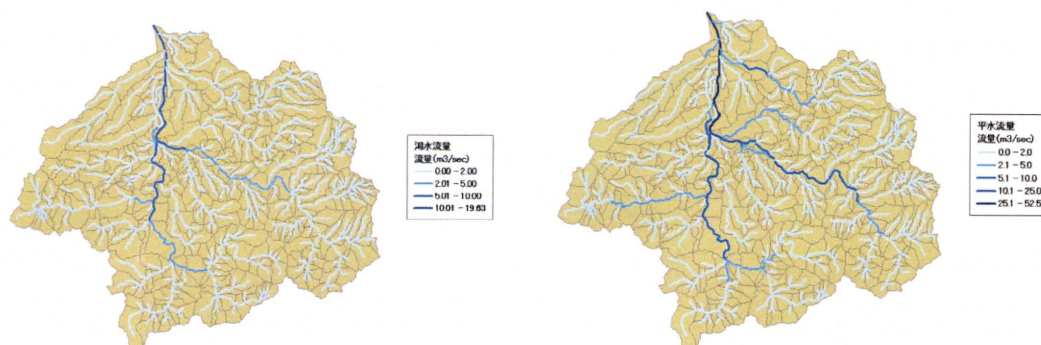 渇水流量
流量(m3/sec)
0.00 - 2.00
2.01 - 5.00
5.01 - 10.00
10.01 - 19.63
平水流量
流量(m3/sec)
0.0 - 2.0
2.1 - 5.0
5.1 - 10.0
10.1 - 25.0
25.1 - 52.5